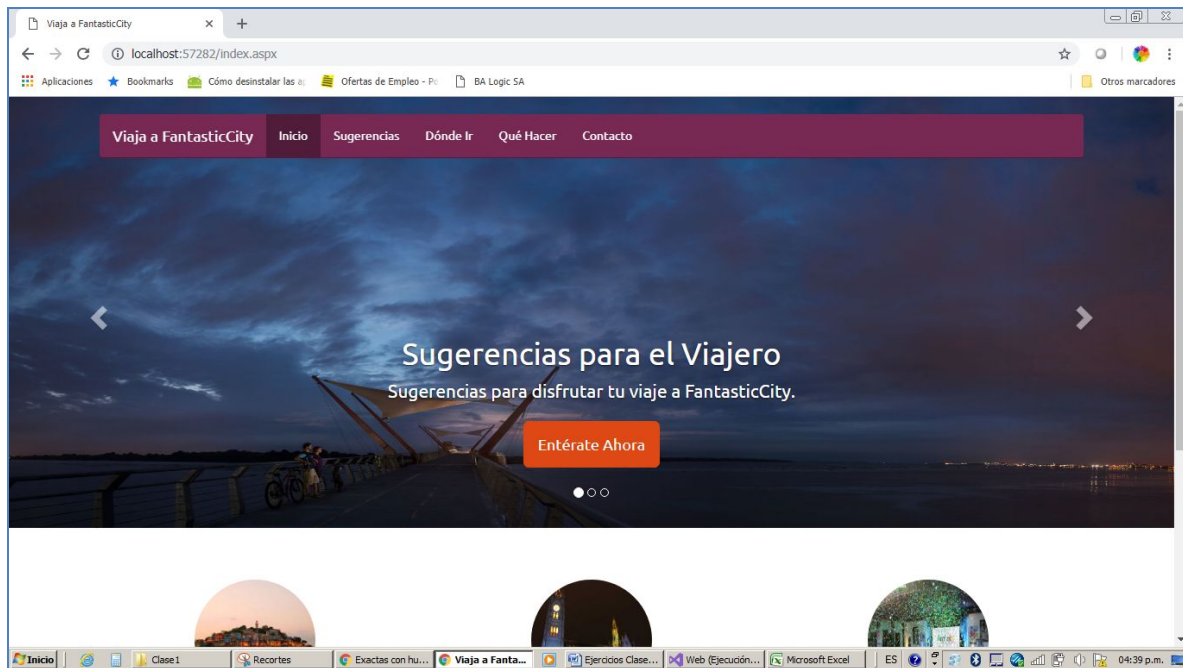 Viaja a FantasticCity
localhost:57282/index.aspx
Aplicaciones Bookmarks Cómo desinstalar las a Ofertas de Empleo - Po BA Logic SA Otros marcadores
Viaja a FantasticCity Inicio Sugerencias Dónde Ir Qué Hacer Contacto
Sugerencias para el Viajero
Sugerencias para disfrutar tu viaje a FantasticCity.
Entérate Ahora
Inicio Clase1 Recortes Exactas con hu... Viaja a Fanta... Ejercicios Clase... Web (Ejecución... Microsoft Excel ES 04:39 p.m.